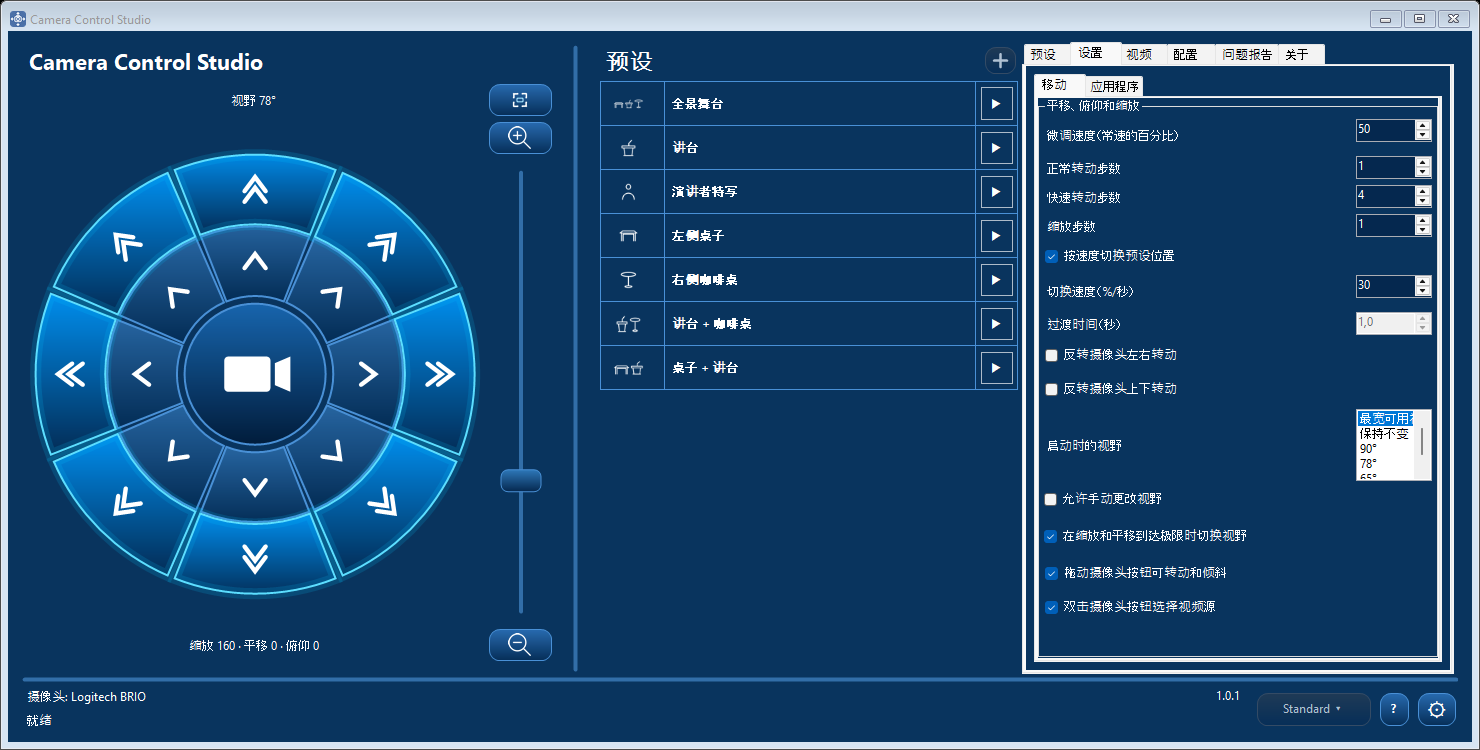 Camera Control Studio
Camera Control Studio
视野 78°
缩放 160 · 平移 0 · 俯仰 0
预设
全景舞台
讲台
演讲者特写
左侧桌子
右侧咖啡桌
讲台 + 咖啡桌
桌子 + 讲台
预设 设置 视频 配置 问题报告 关于
移动 应用程序
平移、俯仰和缩放
微调速度(常速的百分比) 50
正常转动步数 1
快速转动步数 4
缩放步数 1
按速度切换预设位置
切换速度(%/秒) 30
过渡时间(秒) 1,0
反转摄像头左右转动
反转摄像头上下转动
启动时的视野
最宽可用
保持不变
90°
78°
65°
允许手动更改视野
在缩放和平移到达极限时切换视野
拖动摄像头按钮可转动和倾斜
双击摄像头按钮选择视频源
摄像头: Logitech BRIO
就绪
1.0.1
Standard
?